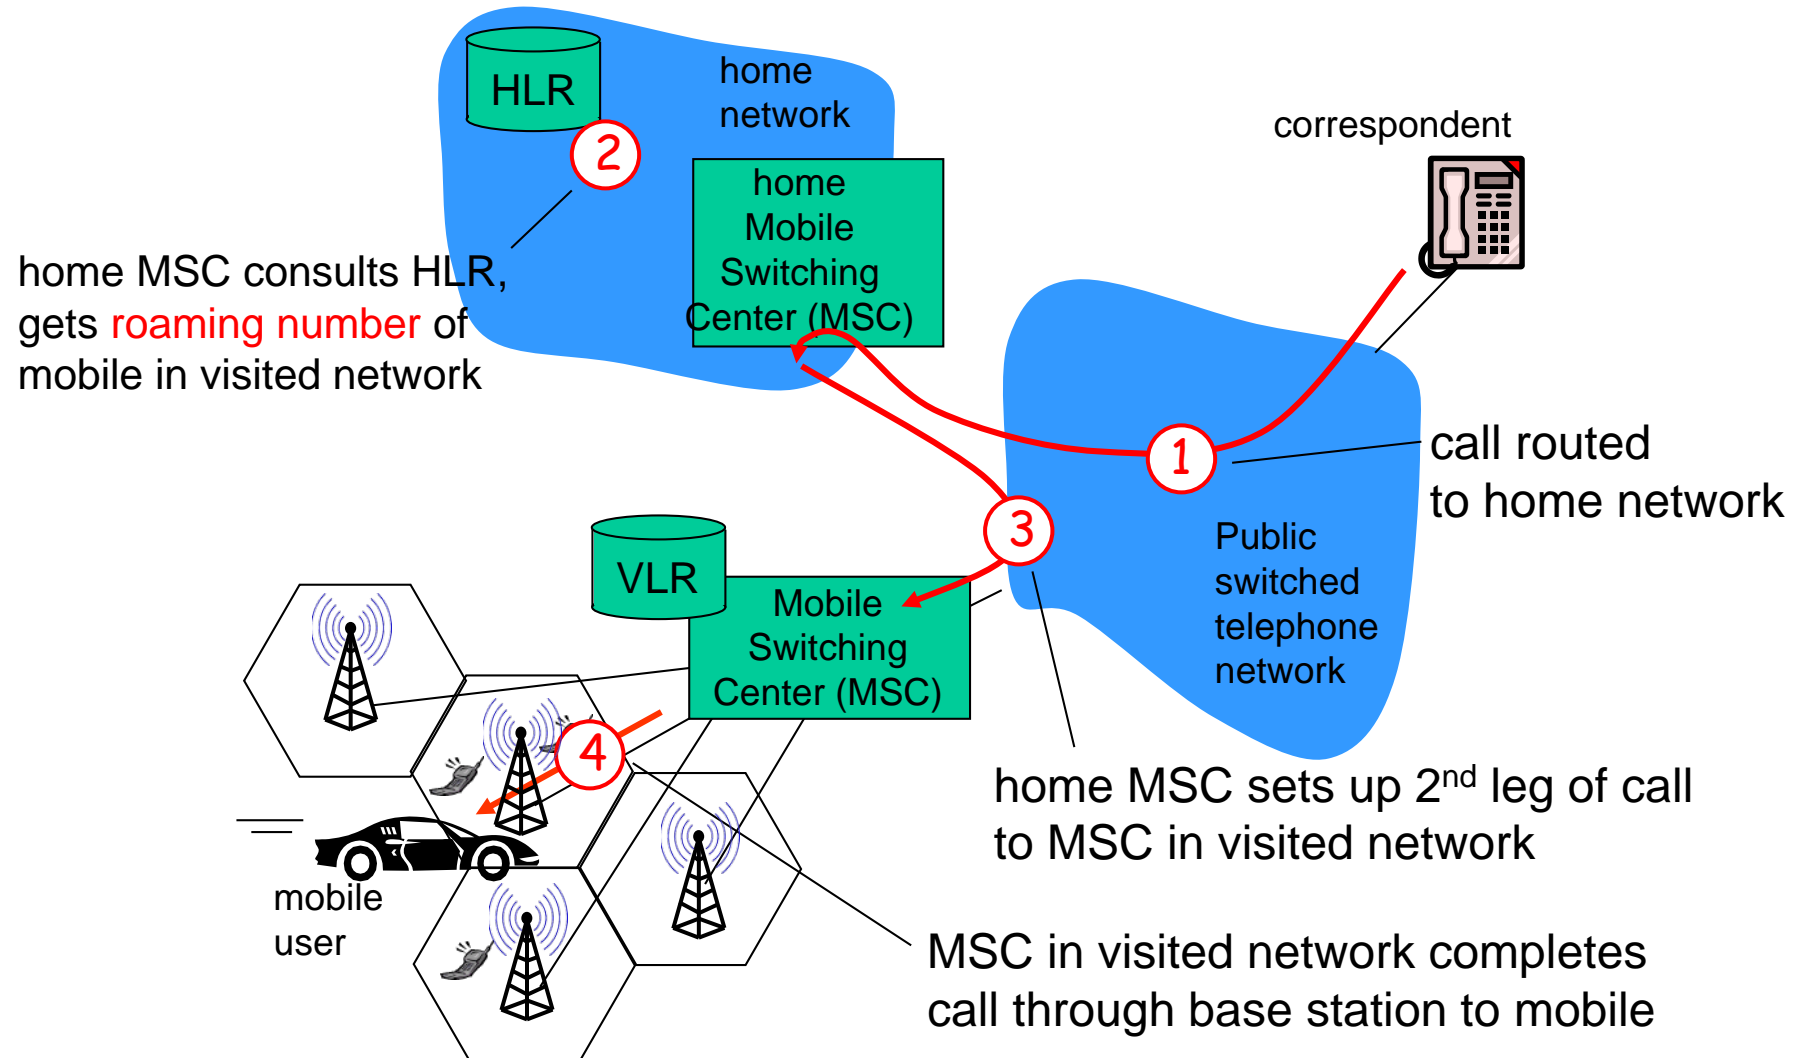 HLR
home
network
2
correspondent
home
Mobile
Switching
Center (MSC)
home MSC consults HLR,
gets roaming number of
mobile in visited network
1
call routed
to home network
3
Public
switched
telephone
network
VLR
Mobile
Switching
Center (MSC)
4
home MSC sets up 2nd leg of call
to MSC in visited network
mobile
user
MSC in visited network completes
call through base station to mobile